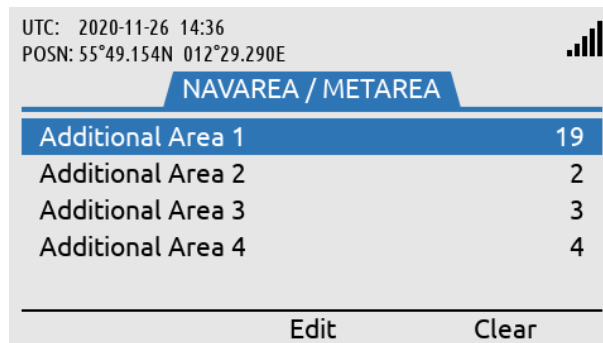 UTC: 2020-11-26 14:36
POSN: 55°49.154N 012°29.290E
NAVAREA / METAREA
Additional Area 1 19
Additional Area 2 2
Additional Area 3 3
Additional Area 4 4
Edit Clear